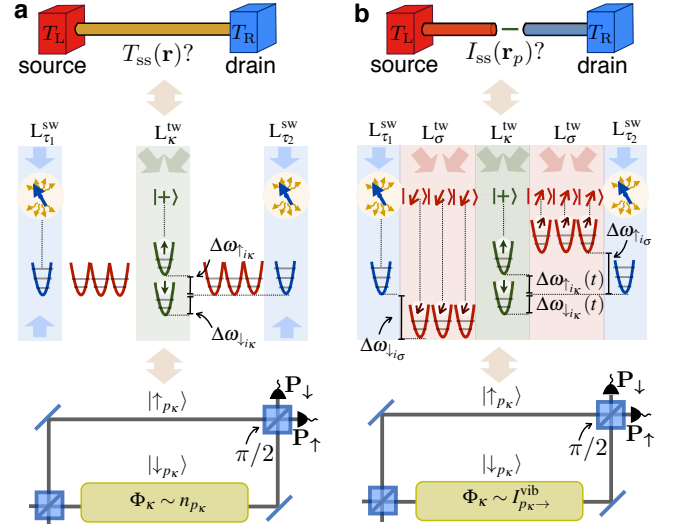 a
T_L
T_R
T_ss(r)?
source
drain
L^sw_τ1
L^tw_κ
L^sw_τ2
|+⟩
Δω_↑iκ
Δω_↓iκ
|↑_pκ⟩
P_↓
P_↑
π/2
|↓_pκ⟩
Φ_κ ∼ n_pκ
b
T_L
T_R
I_ss(r_p)?
source
drain
L^sw_τ1
L^tw_σ
L^tw_κ
L^tw_σ
L^sw_τ2
|↙⟩|↙⟩|↙⟩
|+⟩
|↗⟩|↗⟩|↗⟩
Δω_↑iσ
Δω_↑iκ(t)
Δω_↓iκ(t)
Δω_↓iσ
|↑_pκ⟩
P_↓
P_↑
π/2
|↓_pκ⟩
Φ_κ ∼ I^vib_pκ→